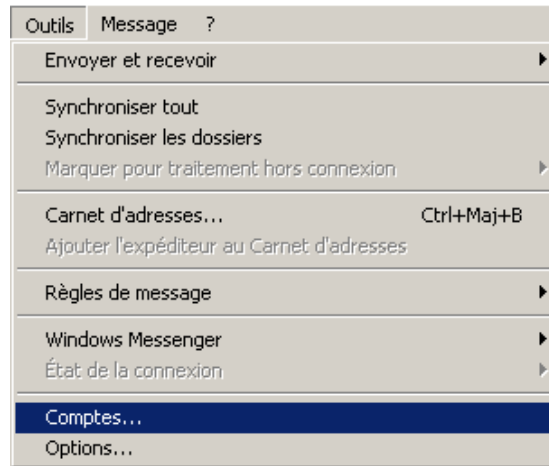 Outils Message ?
Envoyer et recevoir
Synchroniser tout
Synchroniser les dossiers
Marquer pour traitement hors connexion
Carnet d'adresses... Ctrl+Maj+B
Ajouter l'expéditeur au Carnet d'adresses
Règles de message
Windows Messenger
État de la connexion
Comptes...
Options...